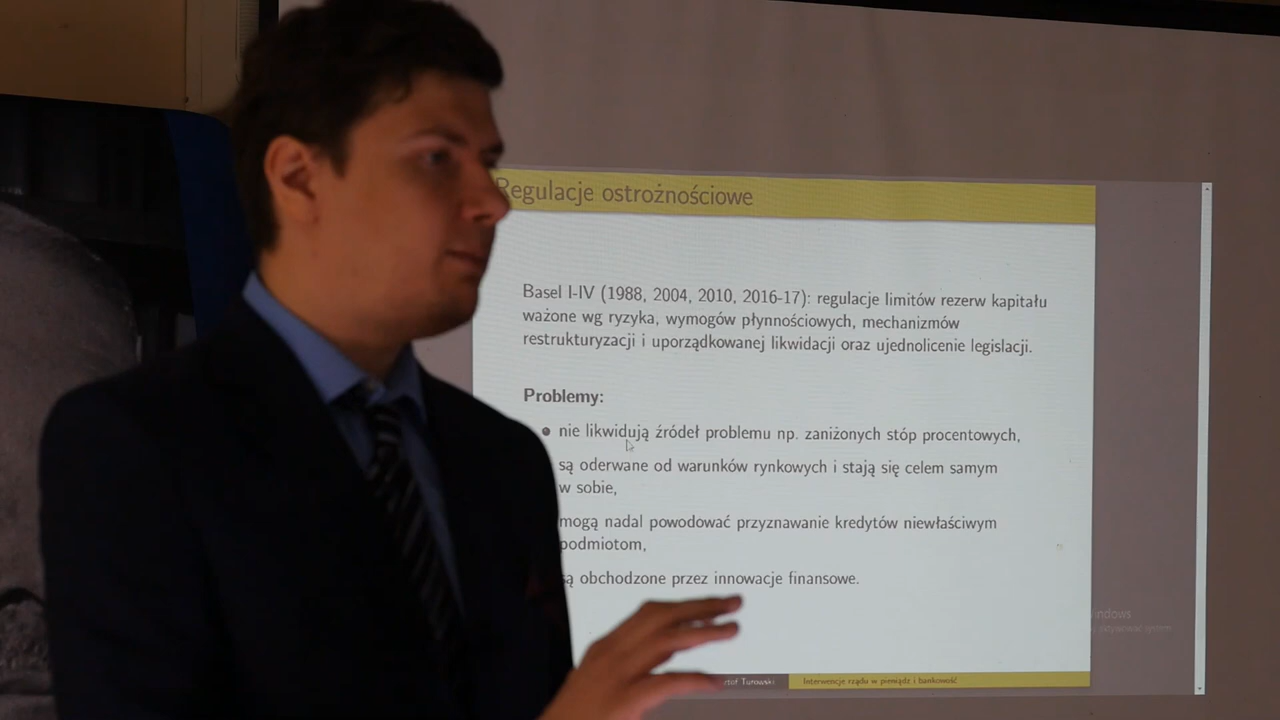 Regulacje ostrożnościowe
Basel I-IV (1988, 2004, 2010, 2016-17): regulacje limitów rezerw kapitału
ważone wg ryzyka, wymogów płynnościowych, mechanizmów
restrukturyzacji i uporządkowanej likwidacji oraz ujednolicenie legislacji.
Problemy:
nie likwidują źródeł problemu np. zaniżonych stóp procentowych,
są oderwane od warunków rynkowych i stają się celem samym
w sobie,
mogą nadal powodować przyznawanie kredytów niewłaściwym
podmiotom,
są obchodzone przez innowacje finansowe.
Turowski
Interwencje rządu w pieniądz i bankowość